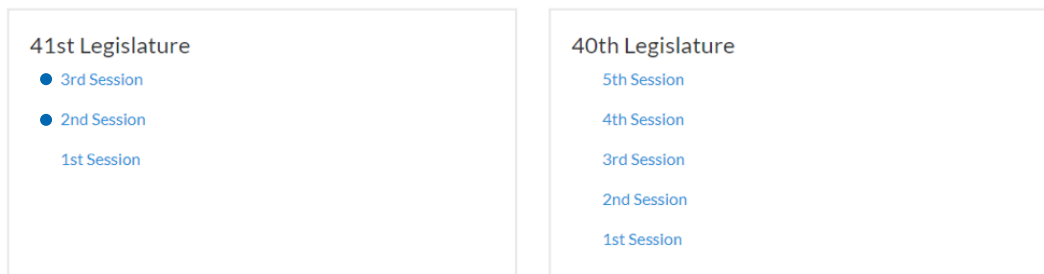 41st Legislature
3rd Session
2nd Session
1st Session
40th Legislature
5th Session
4th Session
3rd Session
2nd Session
1st Session